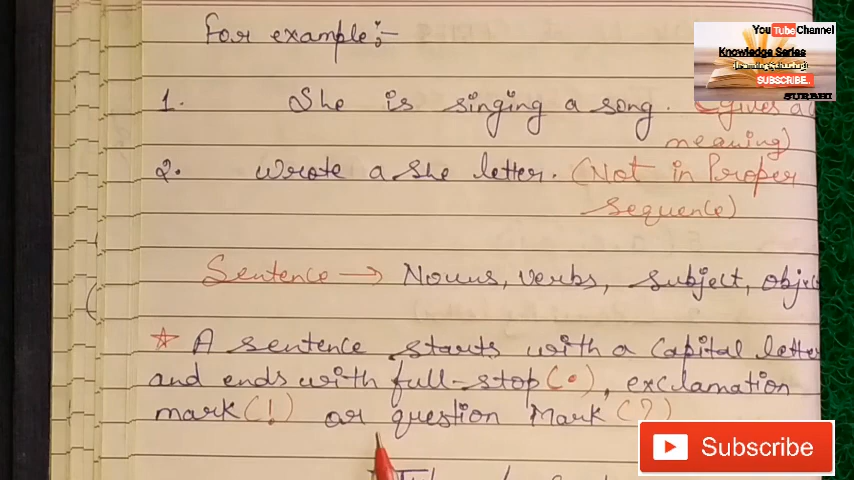 For example:-
YouTube Channel
Knowledge Series
SUBSCRIBE..
SURABHI
1. She is singing a song. (gives a
meaning)
2. Wrote a She letter. (Not in Proper
sequence)
Sentence → Nouns, verbs, subject, object
* A sentence starts with a Capital letter
and ends with full-stop (.), exclamation
mark (!) or question Mark (?)
Subscribe